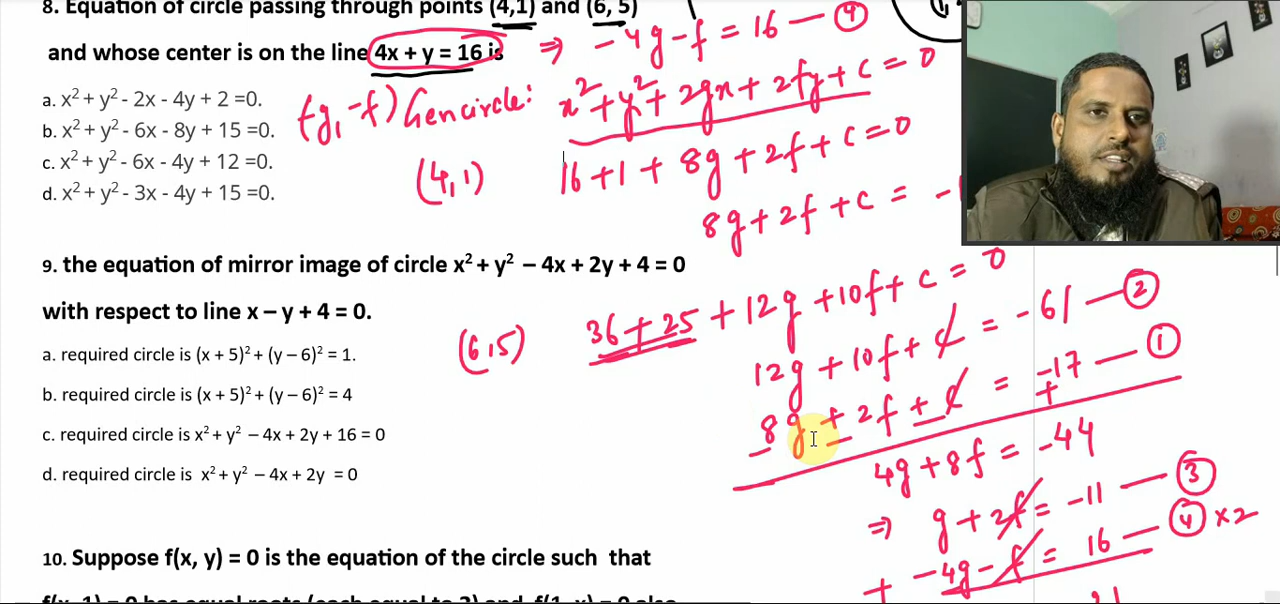 8. Equation of circle passing through points (4,1) and (6, 5)
and whose center is on the line 4x + y = 16 is
⇒ -4g - f = 16 — ④
a. x² + y² - 2x - 4y + 2 =0.
b. x² + y² - 6x - 8y + 15 =0.
c. x² + y² - 6x - 4y + 12 =0.
d. x² + y² - 3x - 4y + 15 =0.
(-g, -f) Gen circle: x² + y² + 2gx + 2fy + c = 0
(4,1) 16 + 1 + 8g + 2f + c = 0
8g + 2f + c = -1
9. the equation of mirror image of circle x² + y² − 4x + 2y + 4 = 0
with respect to line x − y + 4 = 0.
a. required circle is (x + 5)² + (y − 6)² = 1.
b. required circle is (x + 5)² + (y − 6)² = 4
c. required circle is x² + y² − 4x + 2y + 16 = 0
d. required circle is x² + y² − 4x + 2y = 0
(6,5) 36 + 25 + 12g + 10f + c = 0
12g + 10f + c = -61 — ②
8g + 2f + c = -17 — ①
4g + 8f = -44
⇒ g + 2f = -11 — ③
+ -4g - f = 16 — ④ ×2
10. Suppose f(x, y) = 0 is the equation of the circle such that